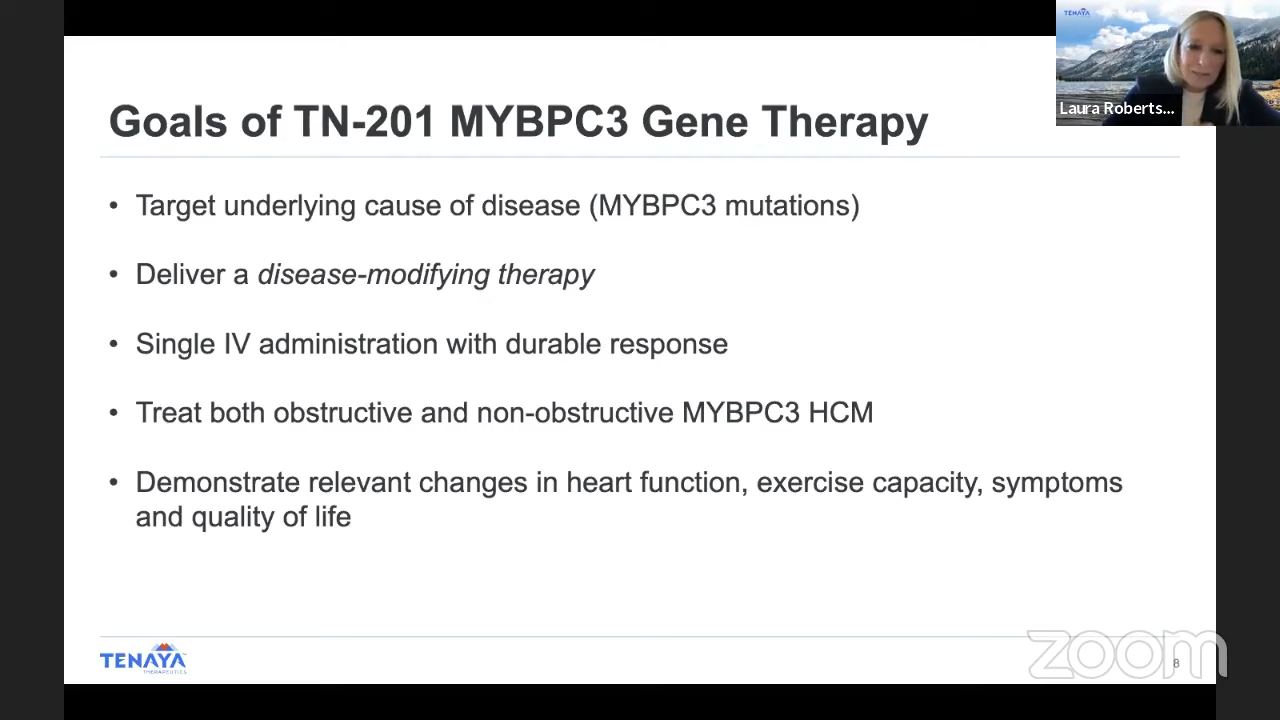 TENAYA
Laura Roberts...
Goals of TN-201 MYBPC3 Gene Therapy
• Target underlying cause of disease (MYBPC3 mutations)
• Deliver a disease-modifying therapy
• Single IV administration with durable response
• Treat both obstructive and non-obstructive MYBPC3 HCM
• Demonstrate relevant changes in heart function, exercise capacity, symptoms
and quality of life
TENAYA
THERAPEUTICS
zoom
8